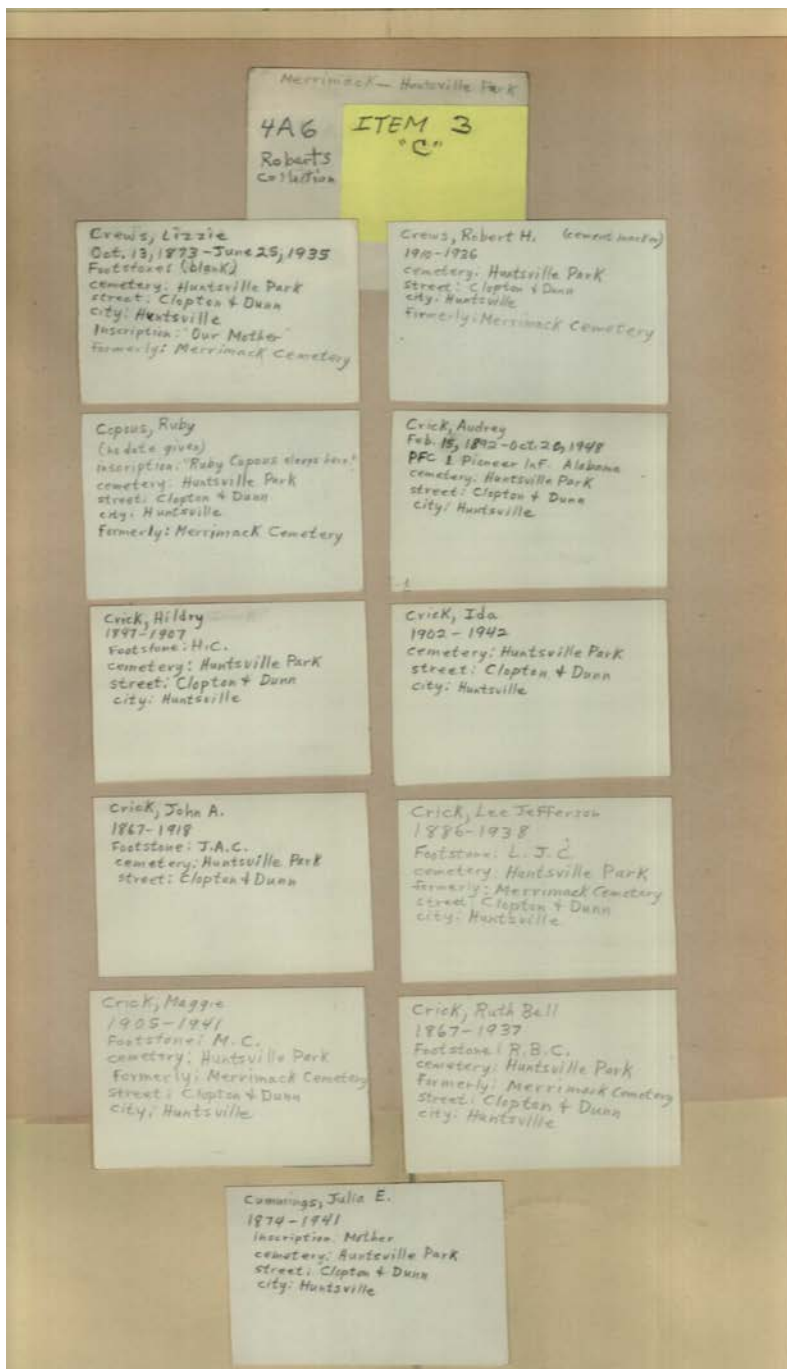 Merrimack — Huntsville Park
4A6
Roberts
Collection
ITEM 3
"C"
Crews, Lizzie
Oct. 13, 1873 - June 25, 1935
Footstones (blank)
cemetery: Huntsville Park
street: Clopton & Dunn
city: Huntsville
Inscription: "Our Mother"
formerly: Merrimack Cemetery
Crews, Robert H. (cement marker)
1910-1926
cemetery: Huntsville Park
street: Clopton & Dunn
city: Huntsville
formerly: Merrimack Cemetery
Copous, Ruby
(no date given)
inscription: "Ruby Copous sleeps here"
cemetery: Huntsville Park
street: Clopton & Dunn
city: Huntsville
formerly: Merrimack Cemetery
Crick, Audrey
Feb. 15, 1892 - Oct. 26, 1948
PFC 1 Pioneer Inf. Alabama
cemetery: Huntsville Park
street: Clopton & Dunn
city: Huntsville
Crick, Hildry
1897-1907
Footstone: H.C.
cemetery: Huntsville Park
street: Clopton & Dunn
city: Huntsville
Crick, Ida
1902-1942
cemetery: Huntsville Park
street: Clopton & Dunn
city: Huntsville
Crick, John A.
1867-1918
Footstone: J.A.C.
cemetery: Huntsville Park
street: Clopton & Dunn
Crick, Lee Jefferson
1886-1938
Footstone: L. J. C.
cemetery: Huntsville Park
formerly: Merrimack Cemetery
street: Clopton & Dunn
city: Huntsville
Crick, Maggie
1905-1941
Footstone: M.C.
cemetery: Huntsville Park
formerly: Merrimack Cemetery
street: Clopton & Dunn
city: Huntsville
Crick, Ruth Bell
1867-1937
Footstone: R.B.C.
cemetery: Huntsville Park
formerly: Merrimack Cemetery
street: Clopton & Dunn
city: Huntsville
Cummings, Julia E.
1874-1941
inscription: Mother
cemetery: Huntsville Park
street: Clopton & Dunn
city: Huntsville